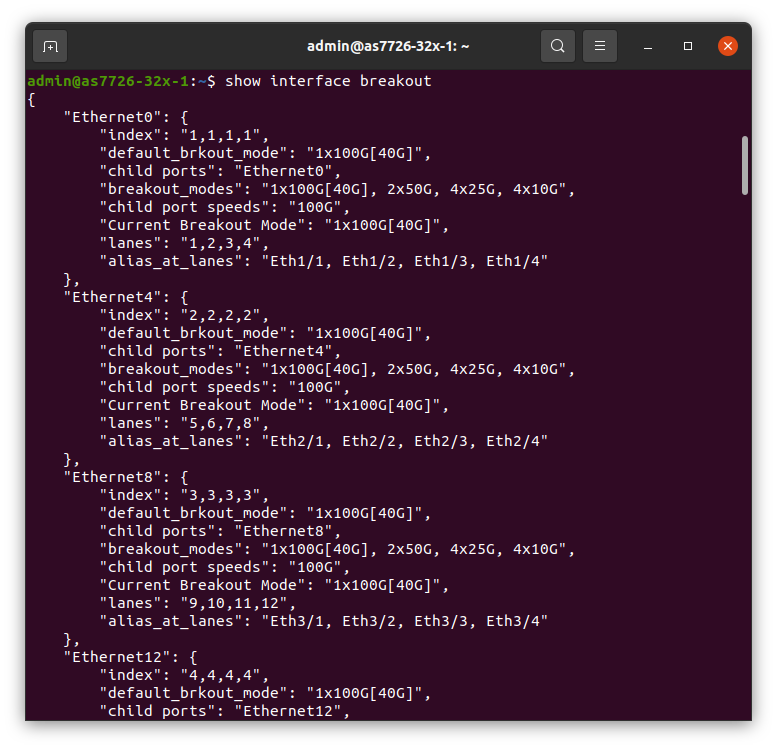 admin@as7726-32x-1: ~
admin@as7726-32x-1:~$ show interface breakout
{
    "Ethernet0": {
        "index": "1,1,1,1",
        "default_brkout_mode": "1x100G[40G]",
        "child ports": "Ethernet0",
        "breakout_modes": "1x100G[40G], 2x50G, 4x25G, 4x10G",
        "child port speeds": "100G",
        "Current Breakout Mode": "1x100G[40G]",
        "lanes": "1,2,3,4",
        "alias_at_lanes": "Eth1/1, Eth1/2, Eth1/3, Eth1/4"
    },
    "Ethernet4": {
        "index": "2,2,2,2",
        "default_brkout_mode": "1x100G[40G]",
        "child ports": "Ethernet4",
        "breakout_modes": "1x100G[40G], 2x50G, 4x25G, 4x10G",
        "child port speeds": "100G",
        "Current Breakout Mode": "1x100G[40G]",
        "lanes": "5,6,7,8",
        "alias_at_lanes": "Eth2/1, Eth2/2, Eth2/3, Eth2/4"
    },
    "Ethernet8": {
        "index": "3,3,3,3",
        "default_brkout_mode": "1x100G[40G]",
        "child ports": "Ethernet8",
        "breakout_modes": "1x100G[40G], 2x50G, 4x25G, 4x10G",
        "child port speeds": "100G",
        "Current Breakout Mode": "1x100G[40G]",
        "lanes": "9,10,11,12",
        "alias_at_lanes": "Eth3/1, Eth3/2, Eth3/3, Eth3/4"
    },
    "Ethernet12": {
        "index": "4,4,4,4",
        "default_brkout_mode": "1x100G[40G]",
        "child ports": "Ethernet12",